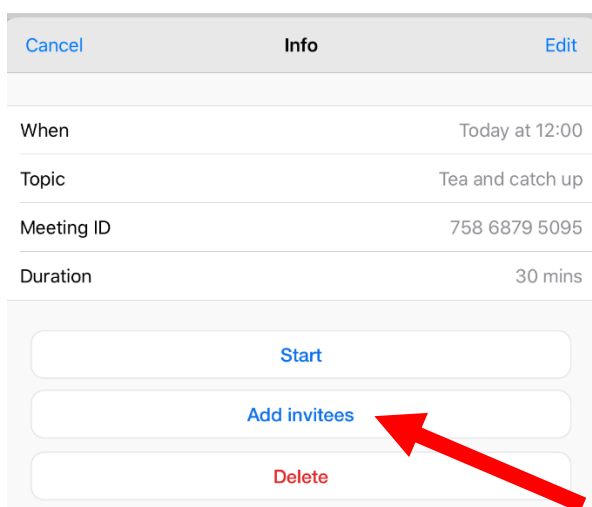 Cancel Info Edit
When Today at 12:00
Topic Tea and catch up
Meeting ID 758 6879 5095
Duration 30 mins
Start
Add invitees
Delete